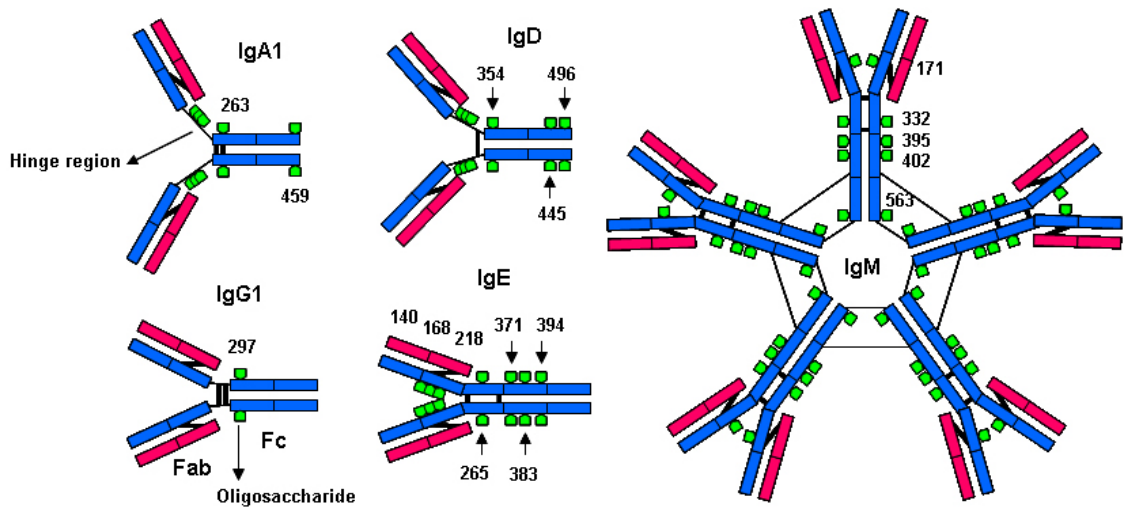 IgA1
263
Hinge region
459
IgD
354 496
445
IgG1
297
Fc
Fab
Oligosaccharide
IgE
140 168 218 371 394
265 383
171
332
395
402
563
IgM